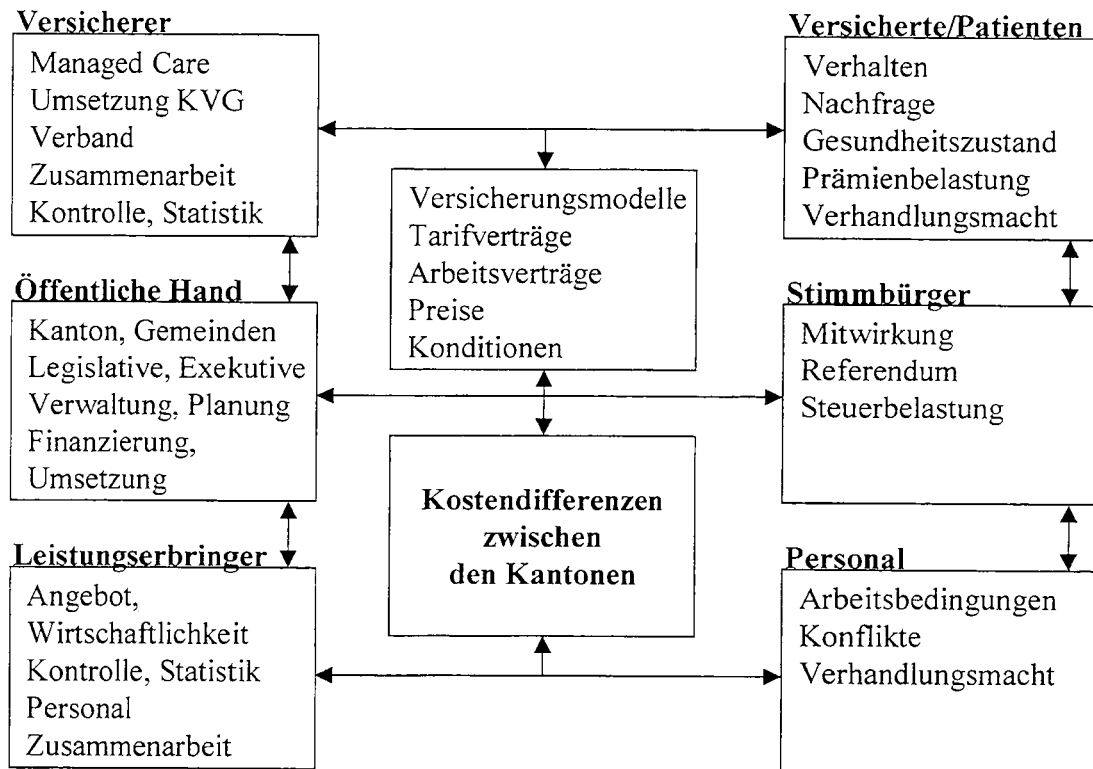 Versicherer
Managed Care
Umsetzung KVG
Verband
Zusammenarbeit
Kontrolle, Statistik
Versicherte/Patienten
Verhalten
Nachfrage
Gesundheitszustand
Prämienbelastung
Verhandlungsmacht
Versicherungsmodelle
Tarifverträge
Arbeitsverträge
Preise
Konditionen
Öffentliche Hand
Kanton, Gemeinden
Legislative, Exekutive
Verwaltung, Planung
Finanzierung,
Umsetzung
Stimmbürger
Mitwirkung
Referendum
Steuerbelastung
Kostendifferenzen
zwischen
den Kantonen
Leistungserbringer
Angebot,
Wirtschaftlichkeit
Kontrolle, Statistik
Personal
Zusammenarbeit
Personal
Arbeitsbedingungen
Konflikte
Verhandlungsmacht